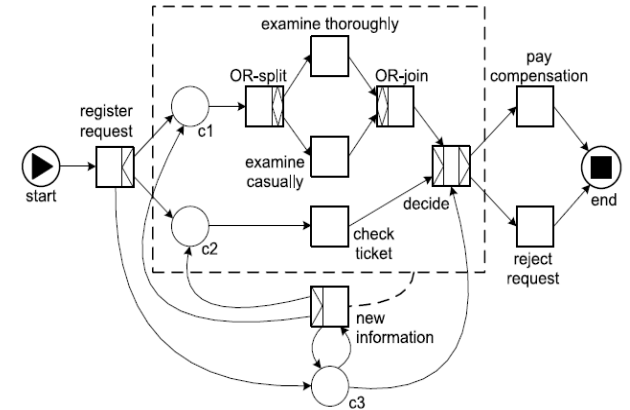 examine thoroughly
pay
compensation
OR-split
OR-join
register
request
c1
examine
casually
start
decide
end
c2
check
ticket
reject
request
new
information
c3